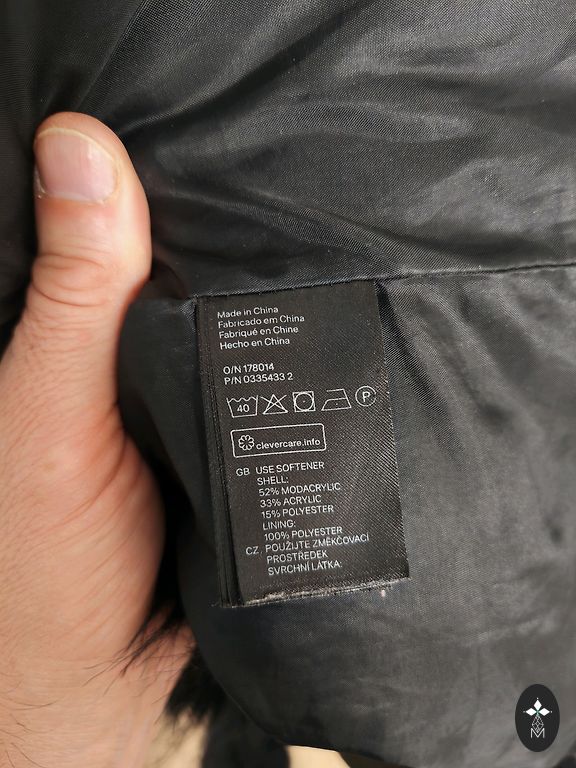 Made in China
Fabricado em China
Fabriqué en Chine
Hecho en China
O/N 178014
P/N 0335433 2
40 P
clevercare.info
GB USE SOFTENER
SHELL:
52% MODACRYLIC
33% ACRYLIC
15% POLYESTER
LINING:
100% POLYESTER
CZ POUŽIJTE ZMĚKČOVACÍ
PROSTŘEDEK
SVRCHNÍ LÁTKA:
M